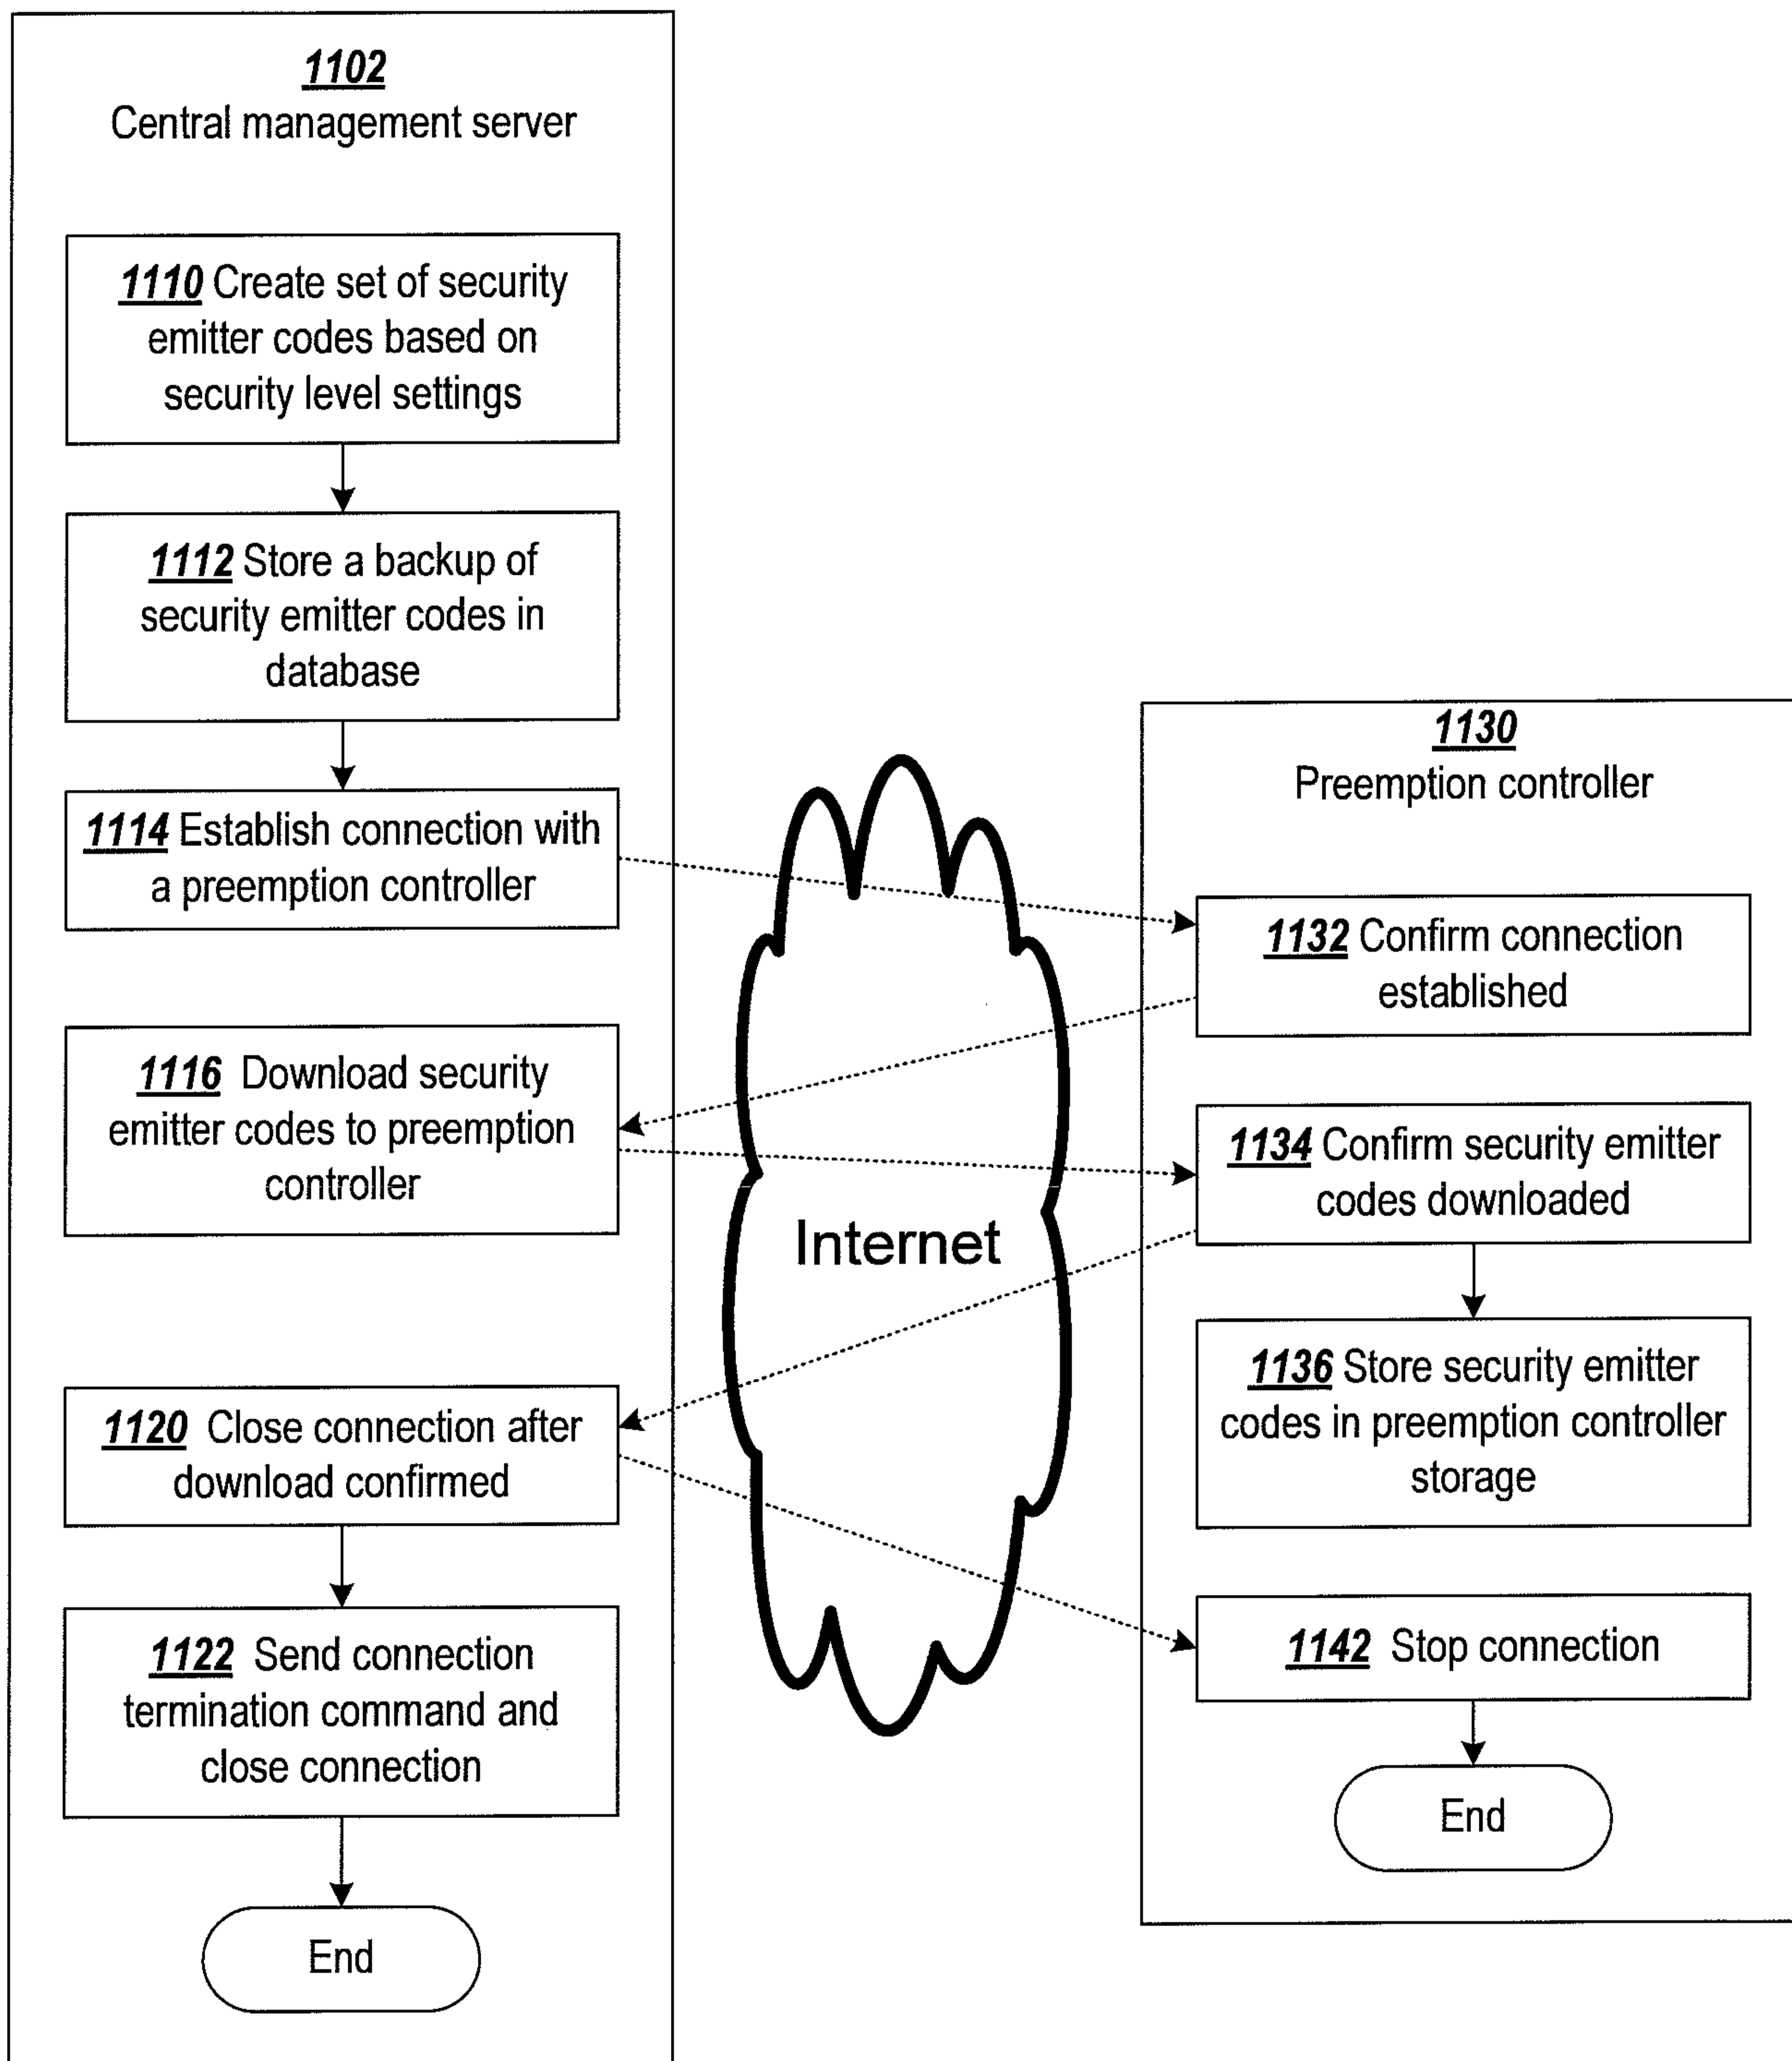 1102
Central management server
1110 Create set of security
emitter codes based on
security level settings
1112 Store a backup of
security emitter codes in
database
1114 Establish connection with
a preemption controller
1116 Download security
emitter codes to preemption
controller
1120 Close connection after
download confirmed
1122 Send connection
termination command and
close connection
End
Internet
1130
Preemption controller
1132 Confirm connection
established
1134 Confirm security emitter
codes downloaded
1136 Store security emitter
codes in preemption controller
storage
1142 Stop connection
End